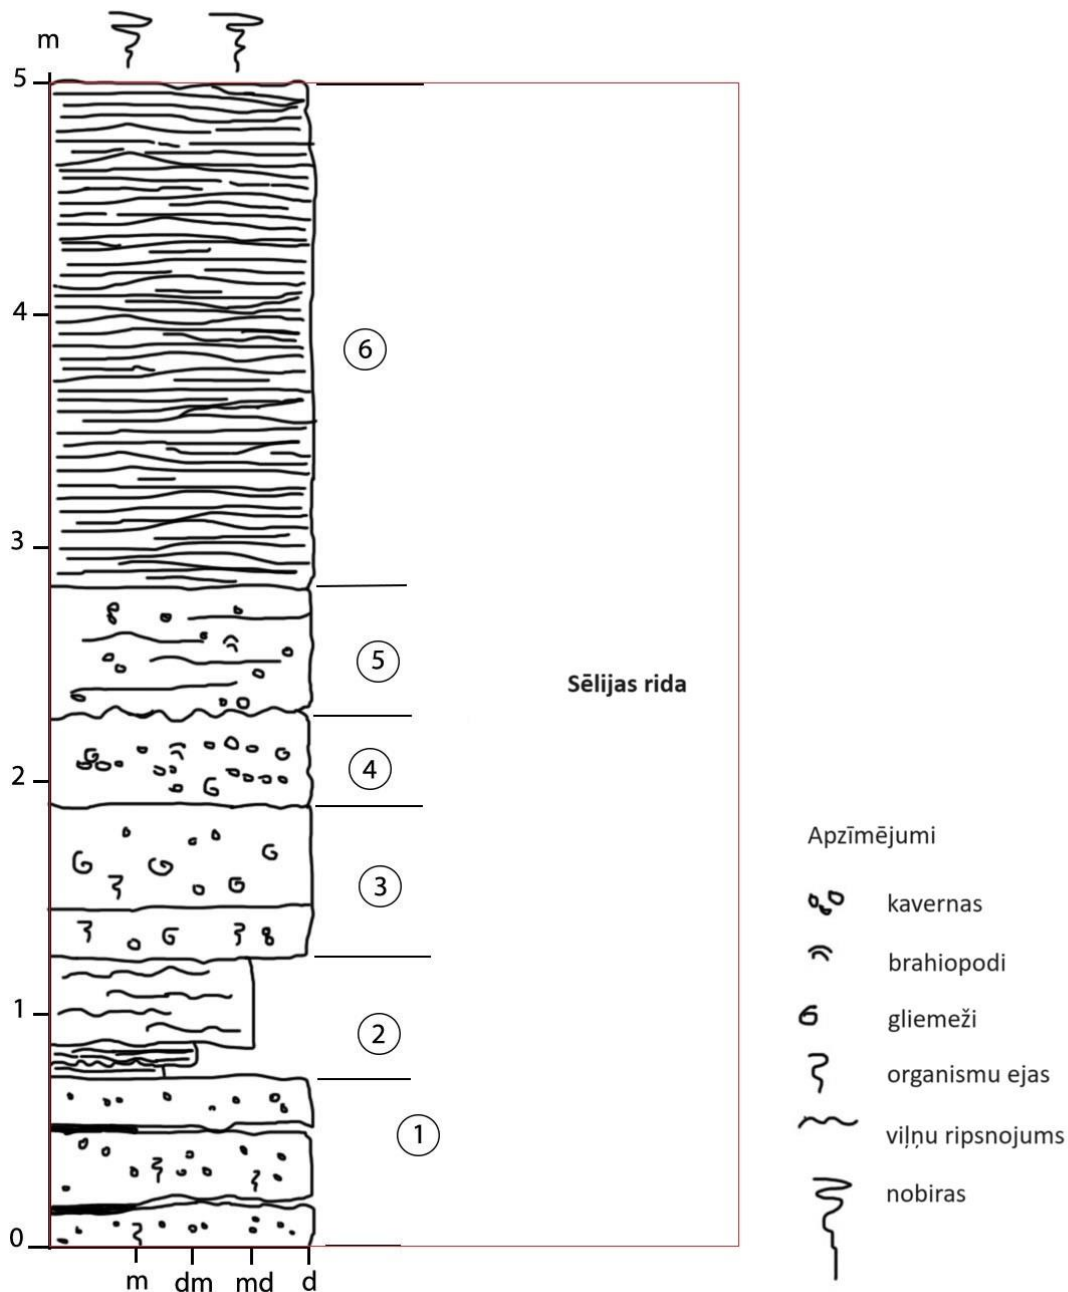 m
5
4
6
3
5
Sēlijas rida
4
2
3
1
2
1
0
m dm md d
Apzīmējumi
kavernas
brahiopodi
gliemeži
organismu ejas
viļņu ripsnojums
nobiras